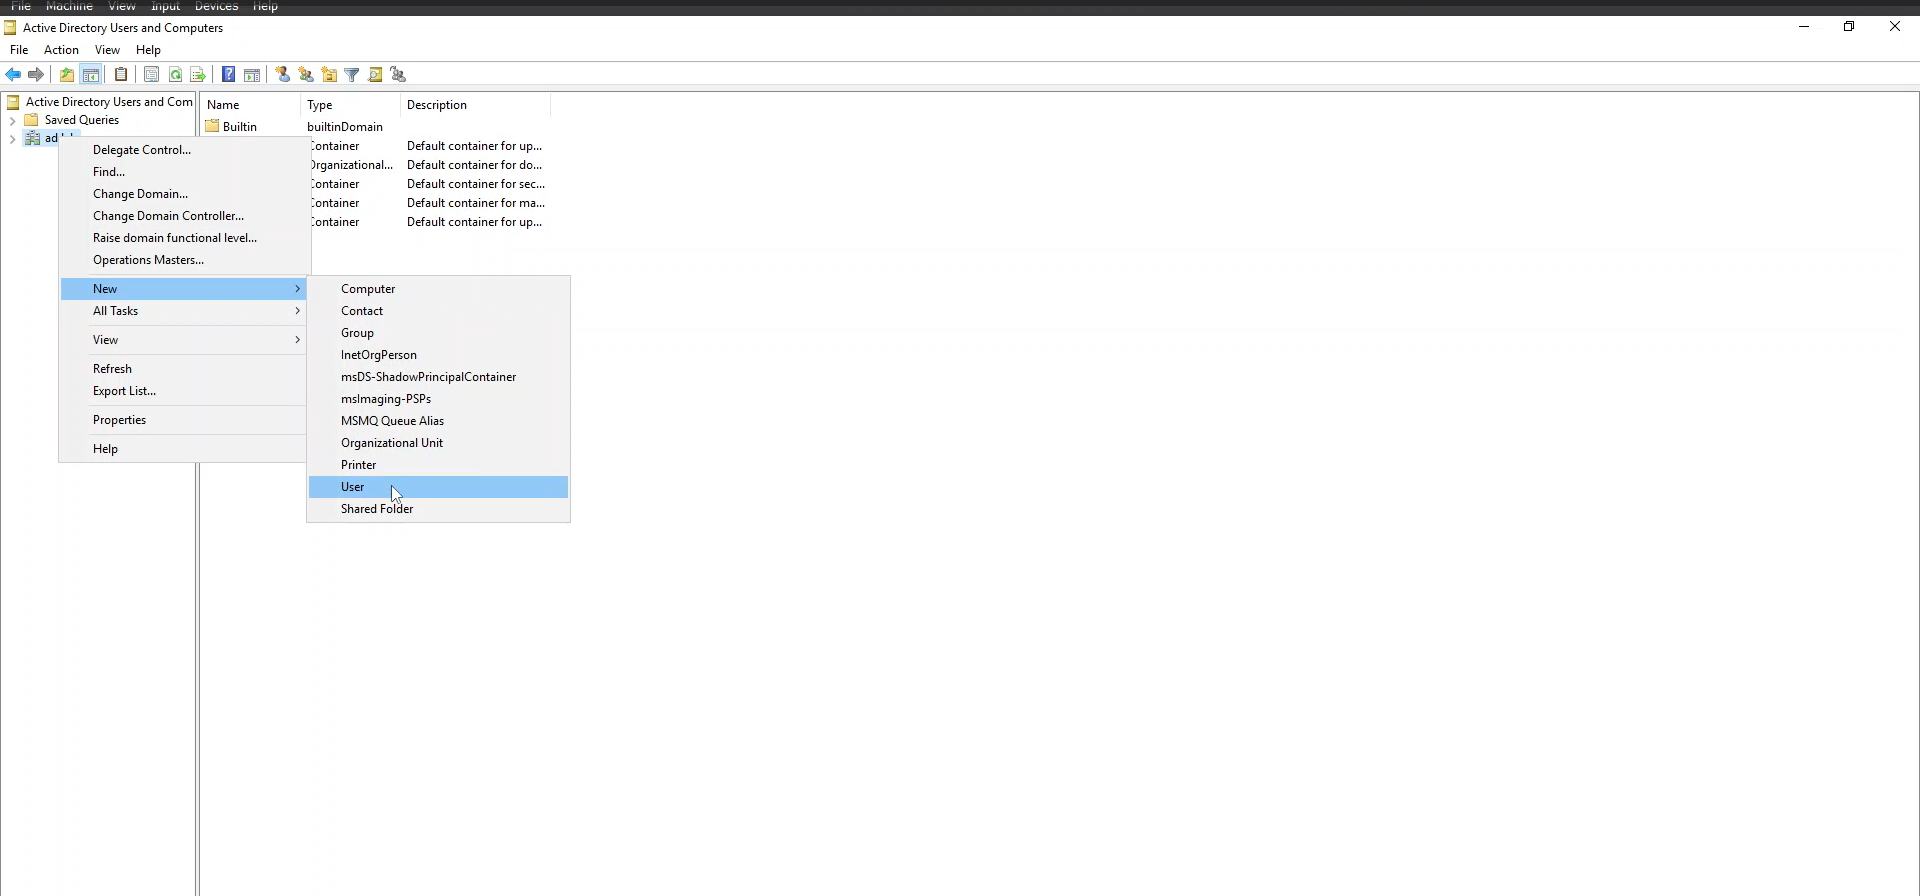 File Machine View Input Devices Help
Active Directory Users and Computers
File Action View Help
Active Directory Users and Com
Saved Queries
Name Type Description
Builtin builtinDomain
Container Default container for up...
Organizational... Default container for do...
Container Default container for sec...
Container Default container for ma...
Container Default container for up...
Delegate Control...
Find...
Change Domain...
Change Domain Controller...
Raise domain functional level...
Operations Masters...
New
All Tasks
View
Refresh
Export List...
Properties
Help
Computer
Contact
Group
InetOrgPerson
msDS-ShadowPrincipalContainer
msImaging-PSPs
MSMQ Queue Alias
Organizational Unit
Printer
User
Shared Folder